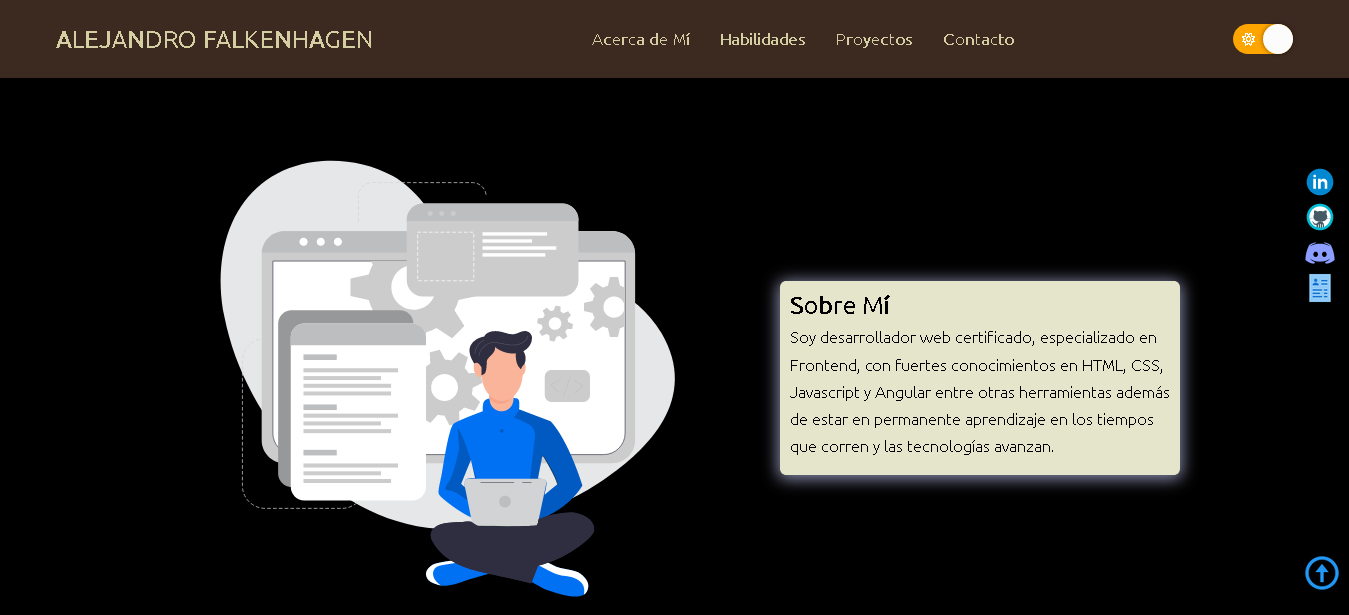 ALEJANDRO FALKENHAGEN
Acerca de Mí Habilidades Proyectos Contacto
in
</>
Sobre Mí
Soy desarrollador web certificado, especializado en
Frontend, con fuertes conocimientos en HTML, CSS,
Javascript y Angular entre otras herramientas además
de estar en permanente aprendizaje en los tiempos
que corren y las tecnologías avanzan.